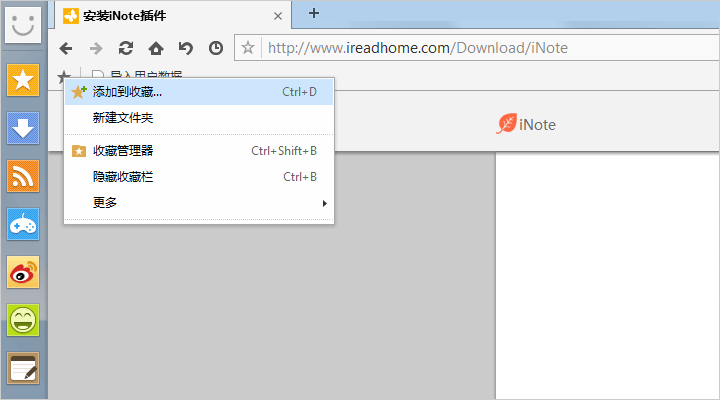 安装iNote插件
http://www.ireadhome.com/Download/iNote
导入用户数据
添加到收藏... Ctrl+D
新建文件夹
收藏管理器 Ctrl+Shift+B
隐藏收藏栏 Ctrl+B
更多
iNote